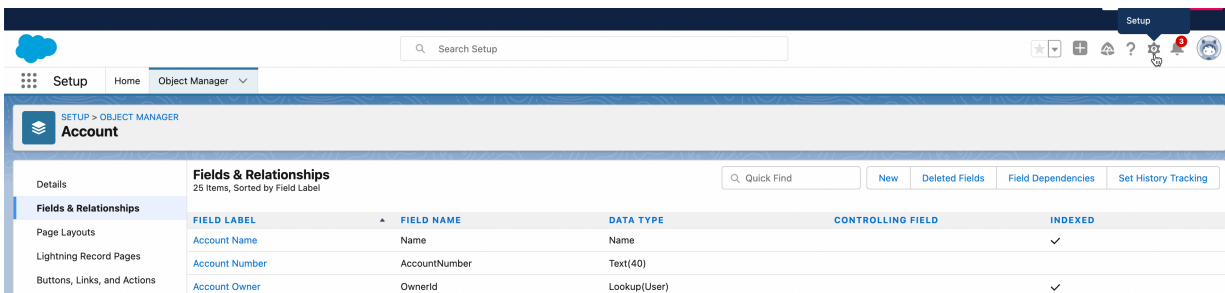 Setup
Search Setup
3
Setup Home Object Manager
SETUP > OBJECT MANAGER
Account
Details
Fields & Relationships
Page Layouts
Lightning Record Pages
Buttons, Links, and Actions
Fields & Relationships
25 Items, Sorted by Field Label
Quick Find
New Deleted Fields Field Dependencies Set History Tracking
FIELD LABEL FIELD NAME DATA TYPE CONTROLLING FIELD INDEXED
Account Name Name Name
Account Number AccountNumber Text(40)
Account Owner OwnerId Lookup(User)